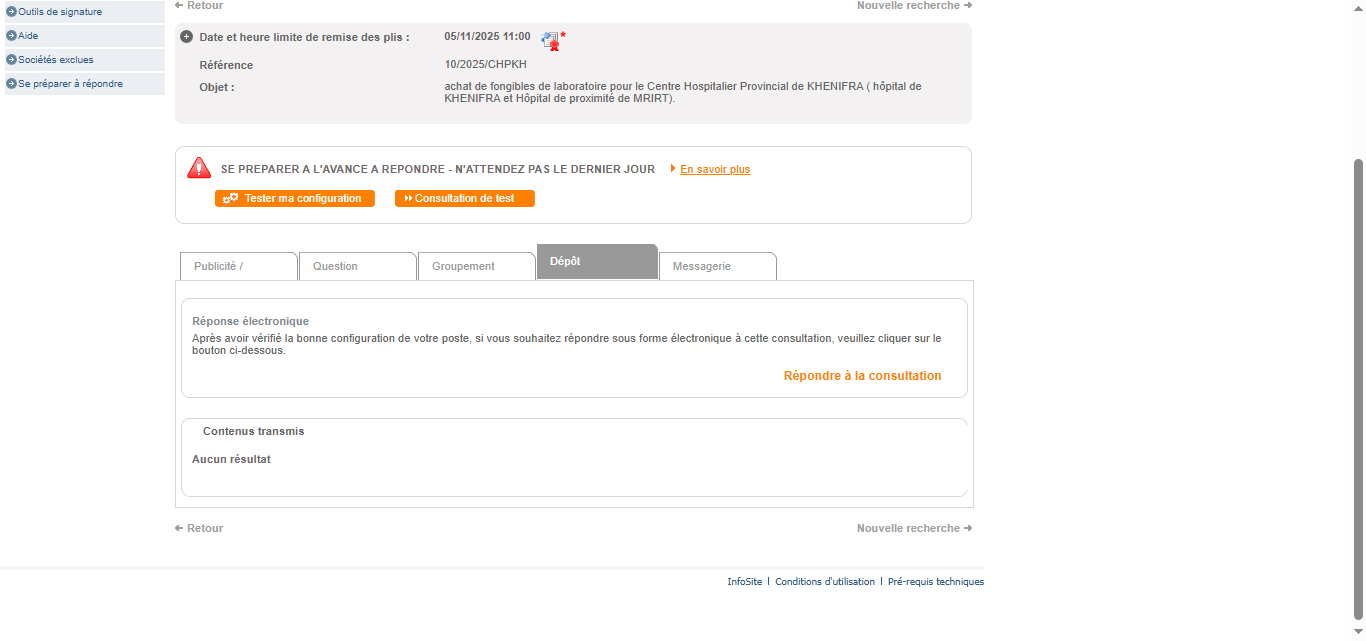 Outils de signature
Aide
Sociétés exclues
Se préparer à répondre
Retour
Nouvelle recherche
Date et heure limite de remise des plis :
05/11/2025 11:00
*
Référence
10/2025/CHPKH
Objet :
achat de fongibles de laboratoire pour le Centre Hospitalier Provincial de KHENIFRA ( hôpital de
KHENIFRA et Hôpital de proximité de MRIRT).
SE PREPARER A L'AVANCE A REPONDRE - N'ATTENDEZ PAS LE DERNIER JOUR
En savoir plus
Tester ma configuration
Consultation de test
Publicité /
Question
Groupement
Dépôt
Messagerie
Réponse électronique
Après avoir vérifié la bonne configuration de votre poste, si vous souhaitez répondre sous forme électronique à cette consultation, veuillez cliquer sur le
bouton ci-dessous.
Répondre à la consultation
Contenus transmis
Aucun résultat
Retour
Nouvelle recherche
InfoSite | Conditions d'utilisation | Pré-requis techniques